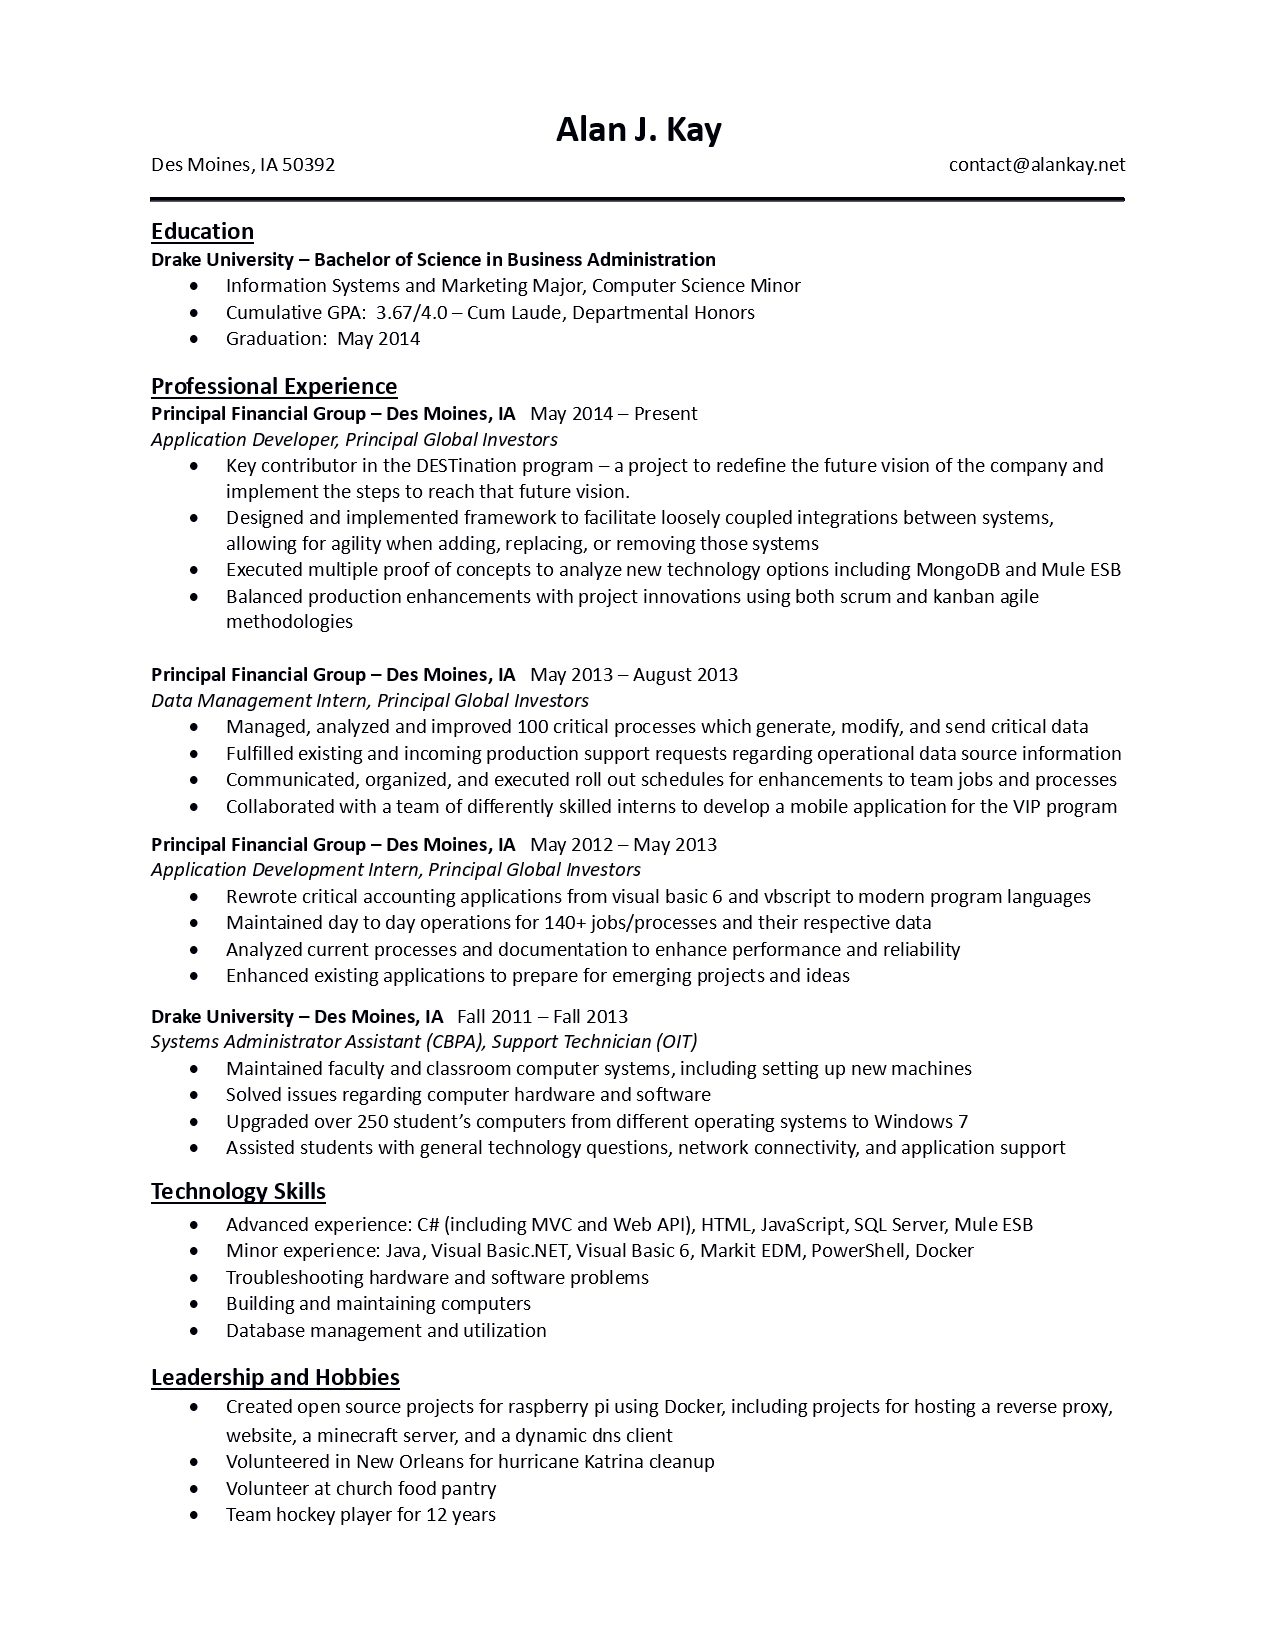 Alan J. Kay
Des Moines, IA 50392 contact@alankay.net
Education
Drake University – Bachelor of Science in Business Administration
• Information Systems and Marketing Major, Computer Science Minor
• Cumulative GPA:  3.67/4.0 – Cum Laude, Departmental Honors
• Graduation:  May 2014
Professional Experience
Principal Financial Group – Des Moines, IA   May 2014 – Present
Application Developer, Principal Global Investors
• Key contributor in the DESTination program – a project to redefine the future vision of the company and
implement the steps to reach that future vision.
• Designed and implemented framework to facilitate loosely coupled integrations between systems,
allowing for agility when adding, replacing, or removing those systems
• Executed multiple proof of concepts to analyze new technology options including MongoDB and Mule ESB
• Balanced production enhancements with project innovations using both scrum and kanban agile
methodologies
Principal Financial Group – Des Moines, IA   May 2013 – August 2013
Data Management Intern, Principal Global Investors
• Managed, analyzed and improved 100 critical processes which generate, modify, and send critical data
• Fulfilled existing and incoming production support requests regarding operational data source information
• Communicated, organized, and executed roll out schedules for enhancements to team jobs and processes
• Collaborated with a team of differently skilled interns to develop a mobile application for the VIP program
Principal Financial Group – Des Moines, IA   May 2012 – May 2013
Application Development Intern, Principal Global Investors
• Rewrote critical accounting applications from visual basic 6 and vbscript to modern program languages
• Maintained day to day operations for 140+ jobs/processes and their respective data
• Analyzed current processes and documentation to enhance performance and reliability
• Enhanced existing applications to prepare for emerging projects and ideas
Drake University – Des Moines, IA   Fall 2011 – Fall 2013
Systems Administrator Assistant (CBPA), Support Technician (OIT)
• Maintained faculty and classroom computer systems, including setting up new machines
• Solved issues regarding computer hardware and software
• Upgraded over 250 student’s computers from different operating systems to Windows 7
• Assisted students with general technology questions, network connectivity, and application support
Technology Skills
• Advanced experience: C# (including MVC and Web API), HTML, JavaScript, SQL Server, Mule ESB
• Minor experience: Java, Visual Basic.NET, Visual Basic 6, Markit EDM, PowerShell, Docker
• Troubleshooting hardware and software problems
• Building and maintaining computers
• Database management and utilization
Leadership and Hobbies
• Created open source projects for raspberry pi using Docker, including projects for hosting a reverse proxy,
website, a minecraft server, and a dynamic dns client
• Volunteered in New Orleans for hurricane Katrina cleanup
• Volunteer at church food pantry
• Team hockey player for 12 years